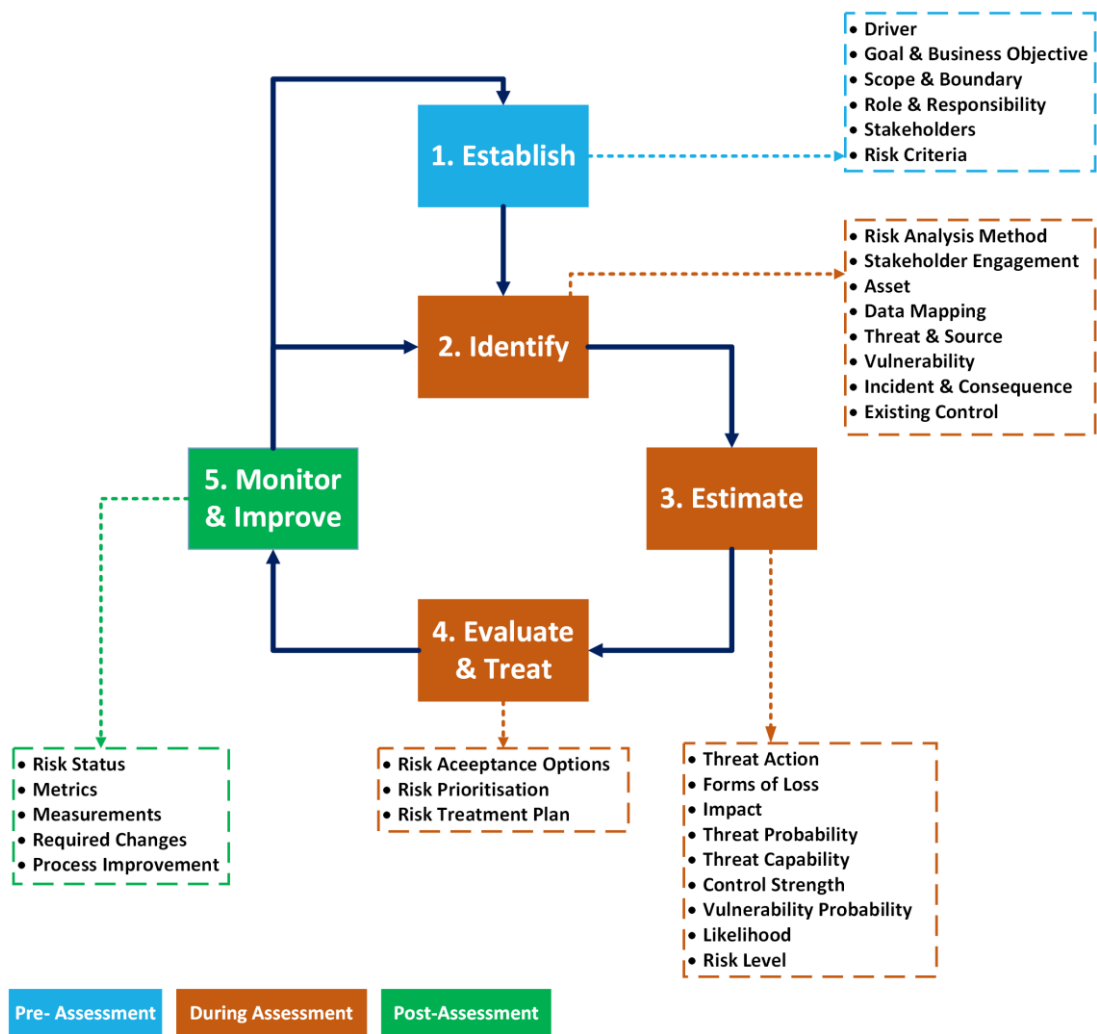 • Driver
• Goal & Business Objective
• Scope & Boundary
• Role & Responsibility
• Stakeholders
• Risk Criteria
1. Establish
• Risk Analysis Method
• Stakeholder Engagement
• Asset
• Data Mapping
• Threat & Source
• Vulnerability
• Incident & Consequence
• Existing Control
2. Identify
5. Monitor
& Improve
3. Estimate
4. Evaluate
& Treat
• Risk Status
• Metrics
• Measurements
• Required Changes
• Process Improvement
• Risk Aceeptance Options
• Risk Prioritisation
• Risk Treatment Plan
• Threat Action
• Forms of Loss
• Impact
• Threat Probability
• Threat Capability
• Control Strength
• Vulnerability Probability
• Likelihood
• Risk Level
Pre- Assessment
During Assessment
Post-Assessment